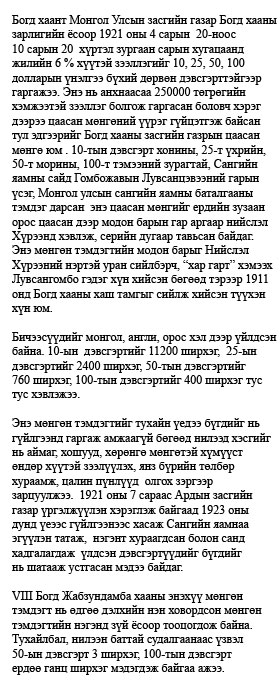 Богд хаант Монгол Улсын засгийн газар Богд хааны
зарлигийн ёсоор 1921 оны 4 сарын  20-ноос
10 сарын 20  хүртэл зургаан сарын хугацаанд
жилийн 6 % хүүтэй зээллэгийг 10, 25, 50, 100
долларын үнэлгээ бүхий дөрвөн дэвсгэрттэйгээр
гаргажээ. Энэ нь анхнаасаа 250000 төгрөгийн
хэмжээтэй зээллэг болгож гаргасан боловч хэрэг
дээрээ цаасан мөнгөний үүрэг гүйцэтгэж байсан
тул эдгээрийг Богд хааны засгийн газрын цаасан
мөнгө юм . 10-тын дэвсгэрт хонины, 25-т үхрийн,
50-т морины, 100-т тэмээний зурагтай, Сангийн
яамны сайд Гомбожавын Лувсанцэвээний гарын
үсэг, Монгол улсын сангийн яамны баталгааны
тэмдэг дарсан  энэ цаасан мөнгийг ердийн зузаан
орос цаасан дээр модон барын гар аргаар нийслэл
Хүрээнд хэвлэж, серийн дугаар тавьсан байдаг.
Энэ мөнгөн тэмдэгтийн модон барыг Нийслэл
Хүрээний нэртэй уран сийлбэрч, “хар гарт” хэмээх
Лувсангомбо гэдэг хүн хийсэн бөгөөд тэрээр 1911
онд Богд хааны хаш тамгыг сийлж хийсэн түүхэн
хүн юм.

Бичээсүүдийг монгол, англи, орос хэл дээр үйлдсэн
байна. 10-ын  дэвсгэртийг 11200 ширхэг,  25-ын
дэвсгэртийг 2400 ширхэг, 50-тын дэвсгэртийг
760 ширхэг, 100-тын дэвсгэртийг 400 ширхэг тус
тус хэвлэжээ.

Энэ мөнгөн тэмдэгтийг тухайн үедээ бүгдийг нь
гүйлгээнд гаргаж амжаагүй бөгөөд нилээд хэсгийг
нь аймаг, хошууд, хөрөнгө мөнгөтэй хүмүүст
өндөр хүүтэй зээлүүлэх, янз бүрийн төлбөр
хураамж, цалин пүнлүүд  олгох зэргээр
зарцуулжээ.  1921 оны 7 сараас Ардын засгийн
газар үргэлжүүлэн хэрэглэж байгаад 1923 оны
дунд үеээс гүйлгээнээс хасаж Сангийн яамнаа
эгүүлэн татаж,  нэгэнт хураагдсан болон санд
хадгалагдаж  үлдсэн дэвсгэртүүдийг бүгдийг
нь шатааж устгасан мэдээ байдаг.

VIII Богд Жабзундамба хааны энэхүү мөнгөн
тэмдэгт нь өдгөө дэлхийн нэн ховордсон мөнгөн
тэмдэгтийн нэгэнд зүй ёсоор тооцогдож байна.
Тухайлбал, нилээн баттай судалгаанаас үзвэл
50-ын дэвсгэрт 3 ширхэг, 100-тын дэвсгэрт
ердөө ганц ширхэг мэдэгдэж байгаа ажээ.